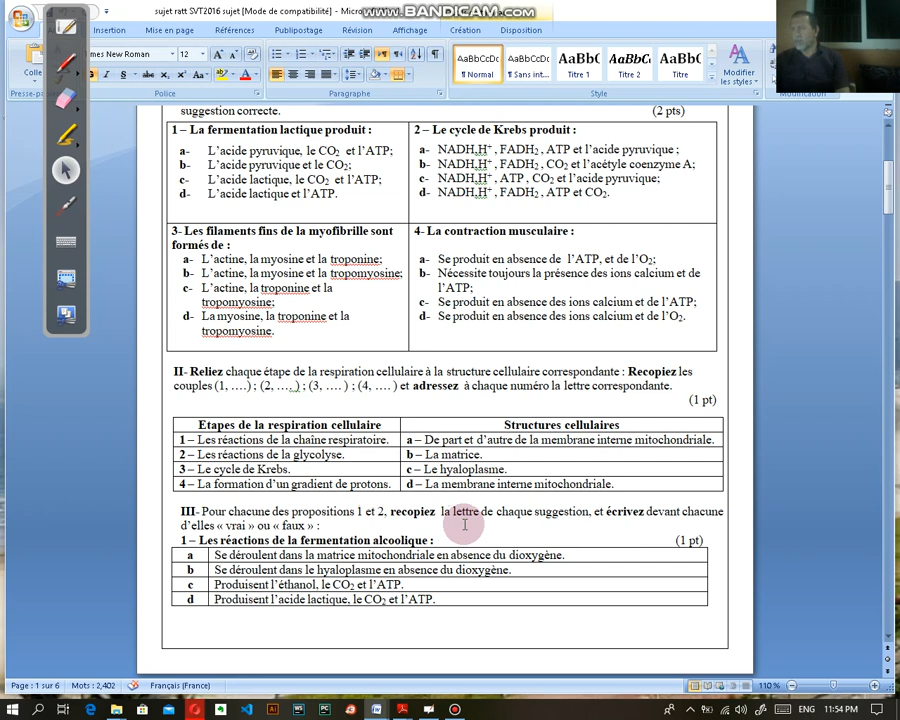 sujet ratt SVT2016 sujet [Mode de compatibilité] - Micro
www.BANDICAM.com
Insertion Mise en page Références Publipostage Révision Affichage Création Disposition
mes New Roman 12
Coller
Presse-pap
Police
Paragraphe
Style
AaBbCcDc AaBbCcDc AaBbC AaBbCc AaBbC
¶ Normal ¶ Sans int... Titre 1 Titre 2 Titre
Modifier
les styles
suggestion correcte. (2 pts)
1 – La fermentation lactique produit :
a- L'acide pyruvique, le CO2 et l'ATP;
b- L'acide pyruvique et le CO2;
c- L'acide lactique, le CO2 et l'ATP;
d- L'acide lactique et l'ATP.
2 – Le cycle de Krebs produit :
a- NADH,H+ , FADH2 , ATP et l'acide pyruvique ;
b- NADH,H+ , FADH2 , CO2 et l'acétyle coenzyme A;
c- NADH,H+ , ATP , CO2 et l'acide pyruvique;
d- NADH,H+ , FADH2 , ATP et CO2.
3 – Les filaments fins de la myofibrille sont
formés de :
a- L'actine, la myosine et la troponine;
b- L'actine, la myosine et la tropomyosine;
c- L'actine, la troponine et la
tropomyosine;
d- La myosine, la troponine et la
tropomyosine.
4- La contraction musculaire :
a- Se produit en absence de l'ATP, et de l'O2;
b- Nécessite toujours la présence des ions calcium et de
l'ATP;
c- Se produit en absence des ions calcium et de l'ATP;
d- Se produit en absence des ions calcium et de l'O2.
II- Reliez chaque étape de la respiration cellulaire à la structure cellulaire correspondante : Recopiez les
couples (1, ….) ; (2, …. ) ; (3, …. ) ; (4, …. ) et adressez à chaque numéro la lettre correspondante.
(1 pt)
Etapes de la respiration cellulaire Structures cellulaires
1 – Les réactions de la chaîne respiratoire. a – De part et d'autre de la membrane interne mitochondriale.
2 – Les réactions de la glycolyse. b – La matrice.
3 – Le cycle de Krebs. c – Le hyaloplasme.
4 – La formation d'un gradient de protons. d – La membrane interne mitochondriale.
III- Pour chacune des propositions 1 et 2, recopiez la lettre de chaque suggestion, et écrivez devant chacune
d'elles « vrai » ou « faux » :
1 – Les réactions de la fermentation alcoolique : (1 pt)
a Se déroulent dans la matrice mitochondriale en absence du dioxygène.
b Se déroulent dans le hyaloplasme en absence du dioxygène.
c Produisent l'éthanol, le CO2 et l'ATP.
d Produisent l'acide lactique, le CO2 et l'ATP.
Page : 1 sur 6 Mots : 2,402 Français (France) 110 %
ENG 11:54 PM